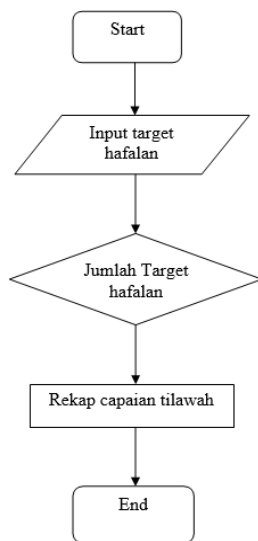 Start
Input target
hafalan
Jumlah Target
hafalan
Rekap capaian tilawah
End